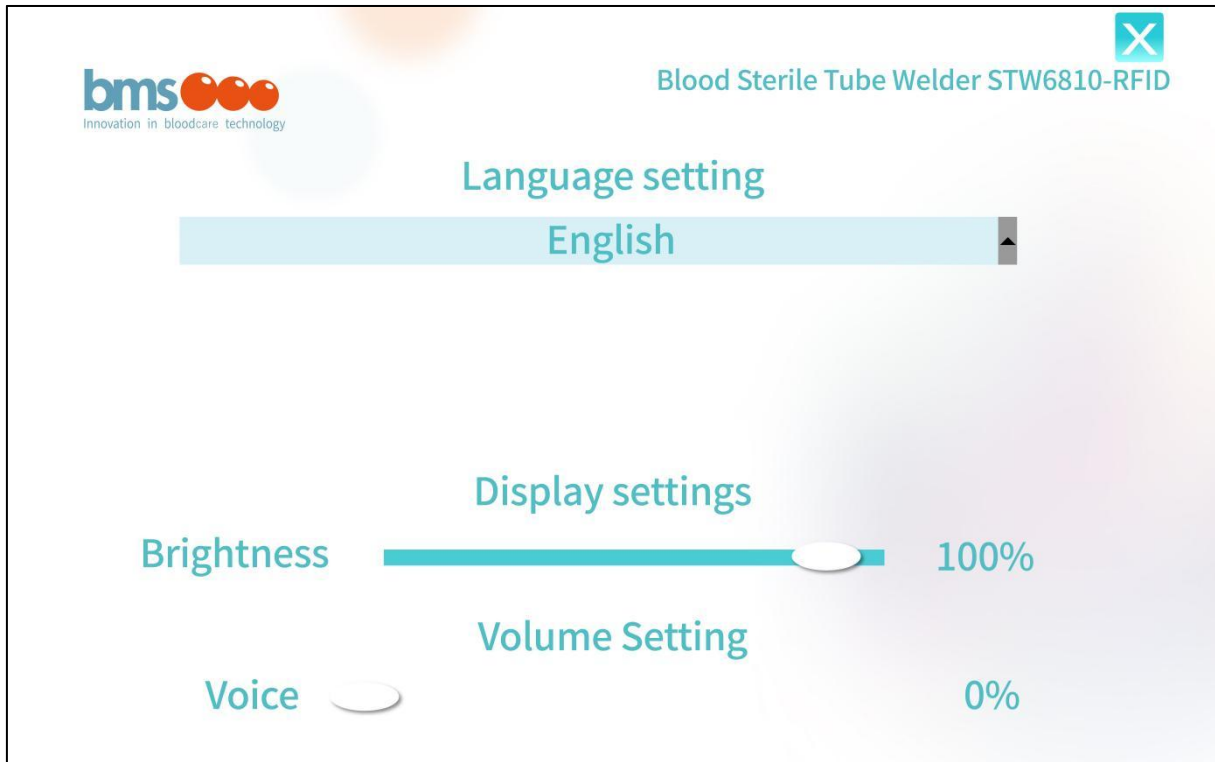 X
bms
Innovation in bloodcare technology
Blood Sterile Tube Welder STW6810-RFID
Language setting
English
Display settings
Brightness 100%
Volume Setting
Voice 0%